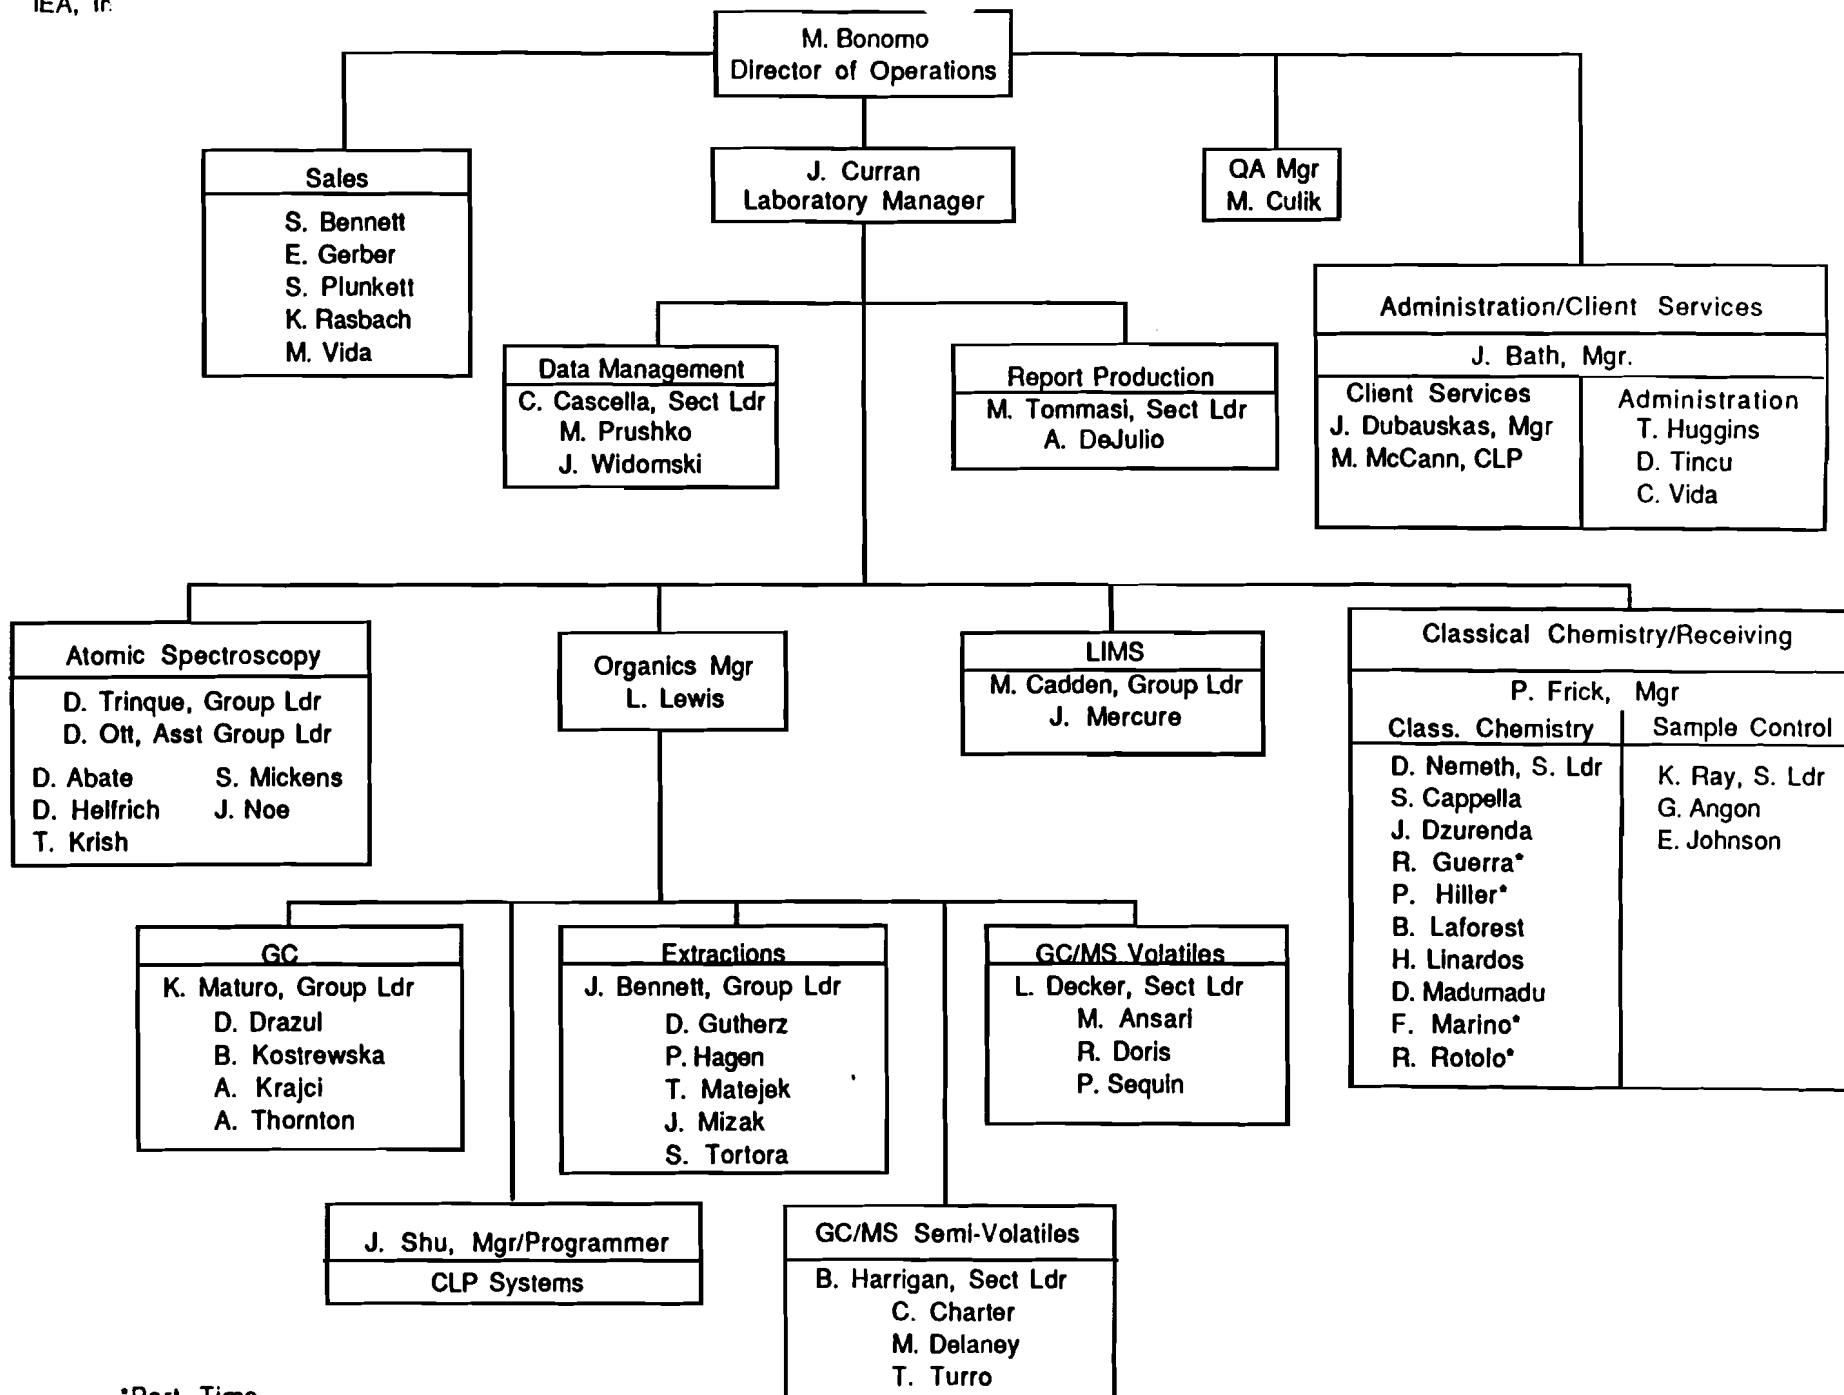 IEA,
M. Bonomo
Director of Operations
Sales
S. Bennett
E. Gerber
S. Plunkett
K. Rasbach
M. Vida
J. Curran
Laboratory Manager
QA Mgr
M. Culik
Administration/Client Services
J. Bath, Mgr.
Client Services
J. Dubauskas, Mgr
M. McCann, CLP
Administration
T. Huggins
D. Tincu
C. Vida
Data Management
C. Cascella, Sect Ldr
M. Prushko
J. Widomski
Report Production
M. Tommasi, Sect Ldr
A. DeJulio
Atomic Spectroscopy
D. Trinque, Group Ldr
D. Ott, Asst Group Ldr
D. Abate S. Mickens
D. Helfrich J. Noe
T. Krish
Organics Mgr
L. Lewis
LIMS
M. Cadden, Group Ldr
J. Mercure
Classical Chemistry/Receiving
P. Frick, Mgr
Class. Chemistry
D. Nemeth, S. Ldr
S. Cappella
J. Dzurenda
R. Guerra*
P. Hiller*
B. Laforest
H. Linardos
D. Madumadu
F. Marino*
R. Rotolo*
Sample Control
K. Ray, S. Ldr
G. Angon
E. Johnson
GC
K. Maturo, Group Ldr
D. Drazul
B. Kostrewska
A. Krajci
A. Thornton
Extractions
J. Bennett, Group Ldr
D. Gutherz
P. Hagen
T. Matejek
J. Mizak
S. Tortora
GC/MS Volatiles
L. Decker, Sect Ldr
M. Ansari
R. Doris
P. Sequin
J. Shu, Mgr/Programmer
CLP Systems
GC/MS Semi-Volatiles
B. Harrigan, Sect Ldr
C. Charter
M. Delaney
T. Turro
*Part Time